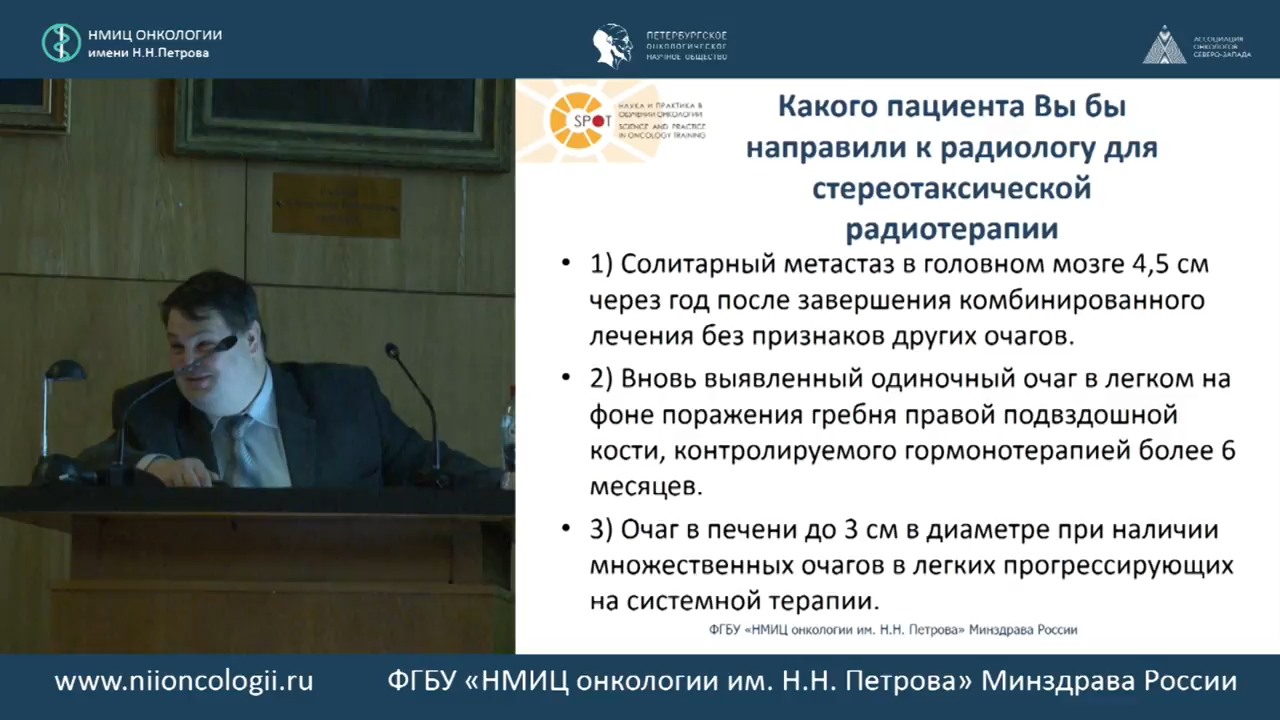 НМИЦ ОНКОЛОГИИ
имени Н.Н.Петрова
ПЕТЕРБУРГСКОЕ
ОНКОЛОГИЧЕСКОЕ
НАУЧНОЕ ОБЩЕСТВО
АССОЦИАЦИЯ
ОНКОЛОГОВ
СЕВЕРО-ЗАПАДА
SPOT
НАУКА И ПРАКТИКА В
ОБУЧЕНИИ ОНКОЛОГИИ
SCIENCE AND PRACTICE
IN ONCOLOGY TRAINING
Какого пациента Вы бы
направили к радиологу для
стереотаксической
радиотерапии
• 1) Солитарный метастаз в головном мозге 4,5 см
через год после завершения комбинированного
лечения без признаков других очагов.
• 2) Вновь выявленный одиночный очаг в легком на
фоне поражения гребня правой подвздошной
кости, контролируемого гормонотерапией более 6
месяцев.
• 3) Очаг в печени до 3 см в диаметре при наличии
множественных очагов в легких прогрессирующих
на системной терапии.
ФГБУ «НМИЦ онкологии им. Н.Н. Петрова» Минздрава России
www.niioncologii.ru
ФГБУ «НМИЦ онкологии им. Н.Н. Петрова» Минздрава России